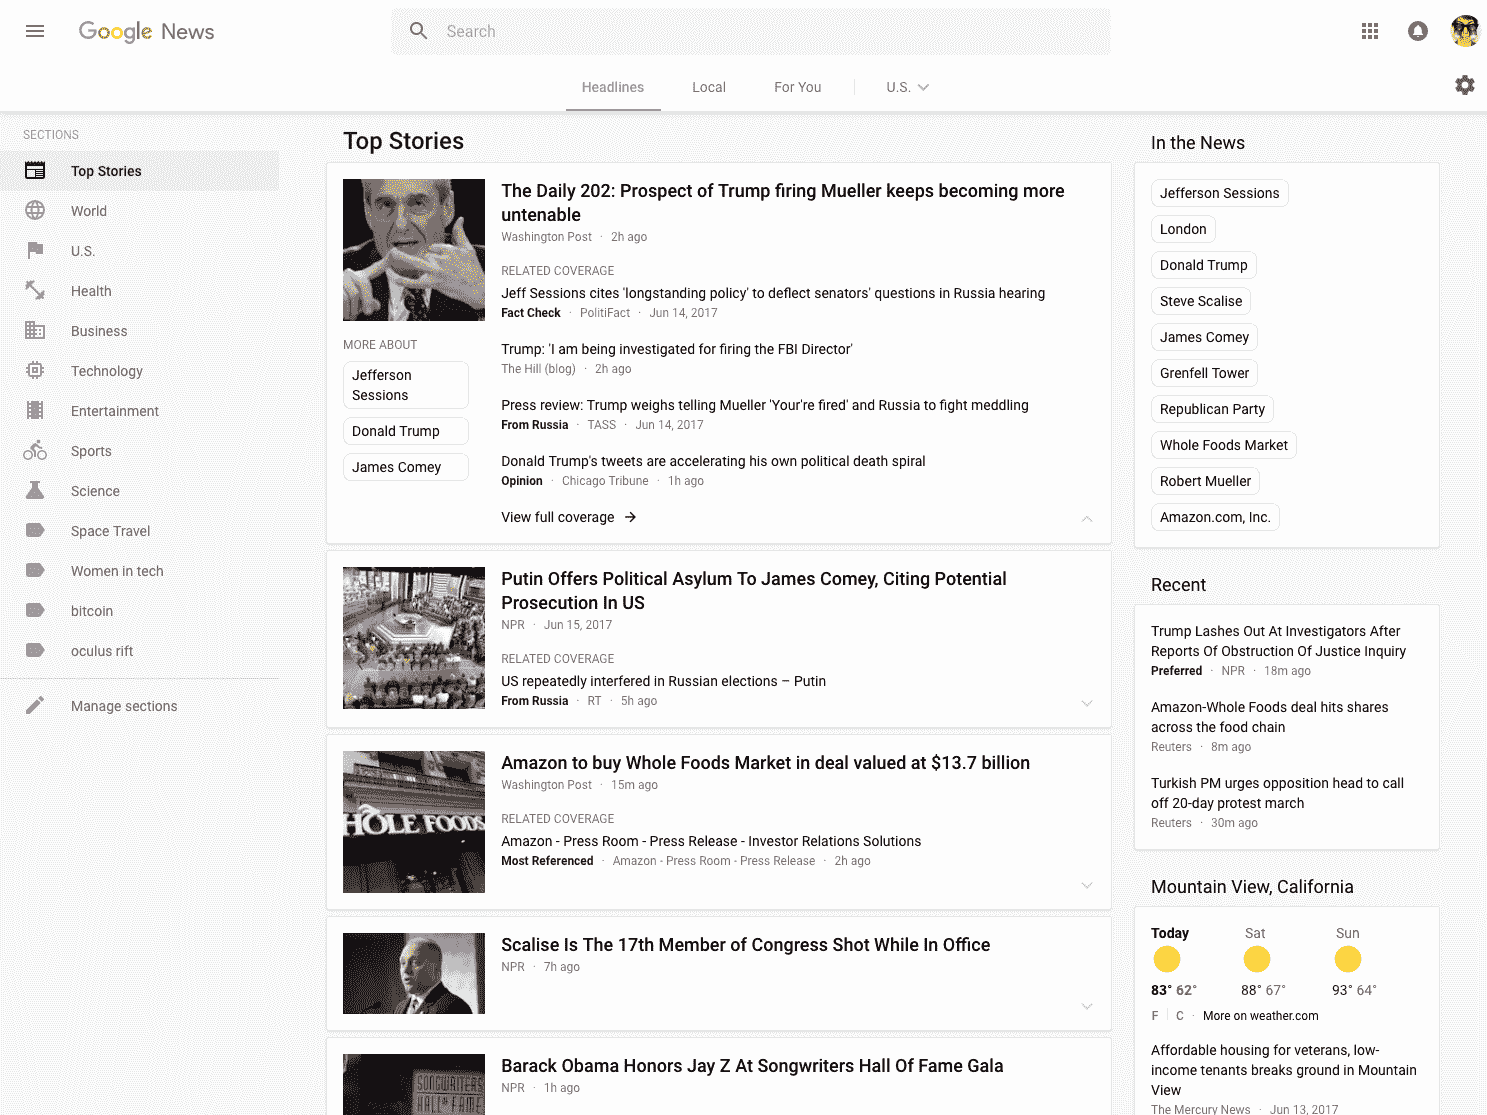 Google News
Search
Headlines
Local
For You
U.S.
SECTIONS
Top Stories
World
U.S.
Health
Business
Technology
Entertainment
Sports
Science
Space Travel
Women in tech
bitcoin
oculus rift
Manage sections
Top Stories
The Daily 202: Prospect of Trump firing Mueller keeps becoming more
untenable
Washington Post · 2h ago
RELATED COVERAGE
Jeff Sessions cites 'longstanding policy' to deflect senators' questions in Russia hearing
Fact Check · PolitiFact · Jun 14, 2017
Trump: 'I am being investigated for firing the FBI Director'
The Hill (blog) · 2h ago
Press review: Trump weighs telling Mueller 'Your're fired' and Russia to fight meddling
From Russia · TASS · Jun 14, 2017
Donald Trump's tweets are accelerating his own political death spiral
Opinion · Chicago Tribune · 1h ago
View full coverage →
MORE ABOUT
Jefferson
Sessions
Donald Trump
James Comey
Putin Offers Political Asylum To James Comey, Citing Potential
Prosecution In US
NPR · Jun 15, 2017
RELATED COVERAGE
US repeatedly interfered in Russian elections – Putin
From Russia · RT · 5h ago
HOLE FOODS
Amazon to buy Whole Foods Market in deal valued at $13.7 billion
Washington Post · 15m ago
RELATED COVERAGE
Amazon - Press Room - Press Release - Investor Relations Solutions
Most Referenced · Amazon - Press Room - Press Release · 2h ago
Scalise Is The 17th Member of Congress Shot While In Office
NPR · 7h ago
SONGWRITERS
HALL OF FAME
Barack Obama Honors Jay Z At Songwriters Hall Of Fame Gala
NPR · 1h ago
In the News
Jefferson Sessions
London
Donald Trump
Steve Scalise
James Comey
Grenfell Tower
Republican Party
Whole Foods Market
Robert Mueller
Amazon.com, Inc.
Recent
Trump Lashes Out At Investigators After
Reports Of Obstruction Of Justice Inquiry
Preferred · NPR · 18m ago
Amazon-Whole Foods deal hits shares
across the food chain
Reuters · 8m ago
Turkish PM urges opposition head to call
off 20-day protest march
Reuters · 30m ago
Mountain View, California
Today Sat Sun
83° 62° 88° 67° 93° 64°
F | C · More on weather.com
Affordable housing for veterans, low-
income tenants breaks ground in Mountain
View
The Mercury News · Jun 13, 2017